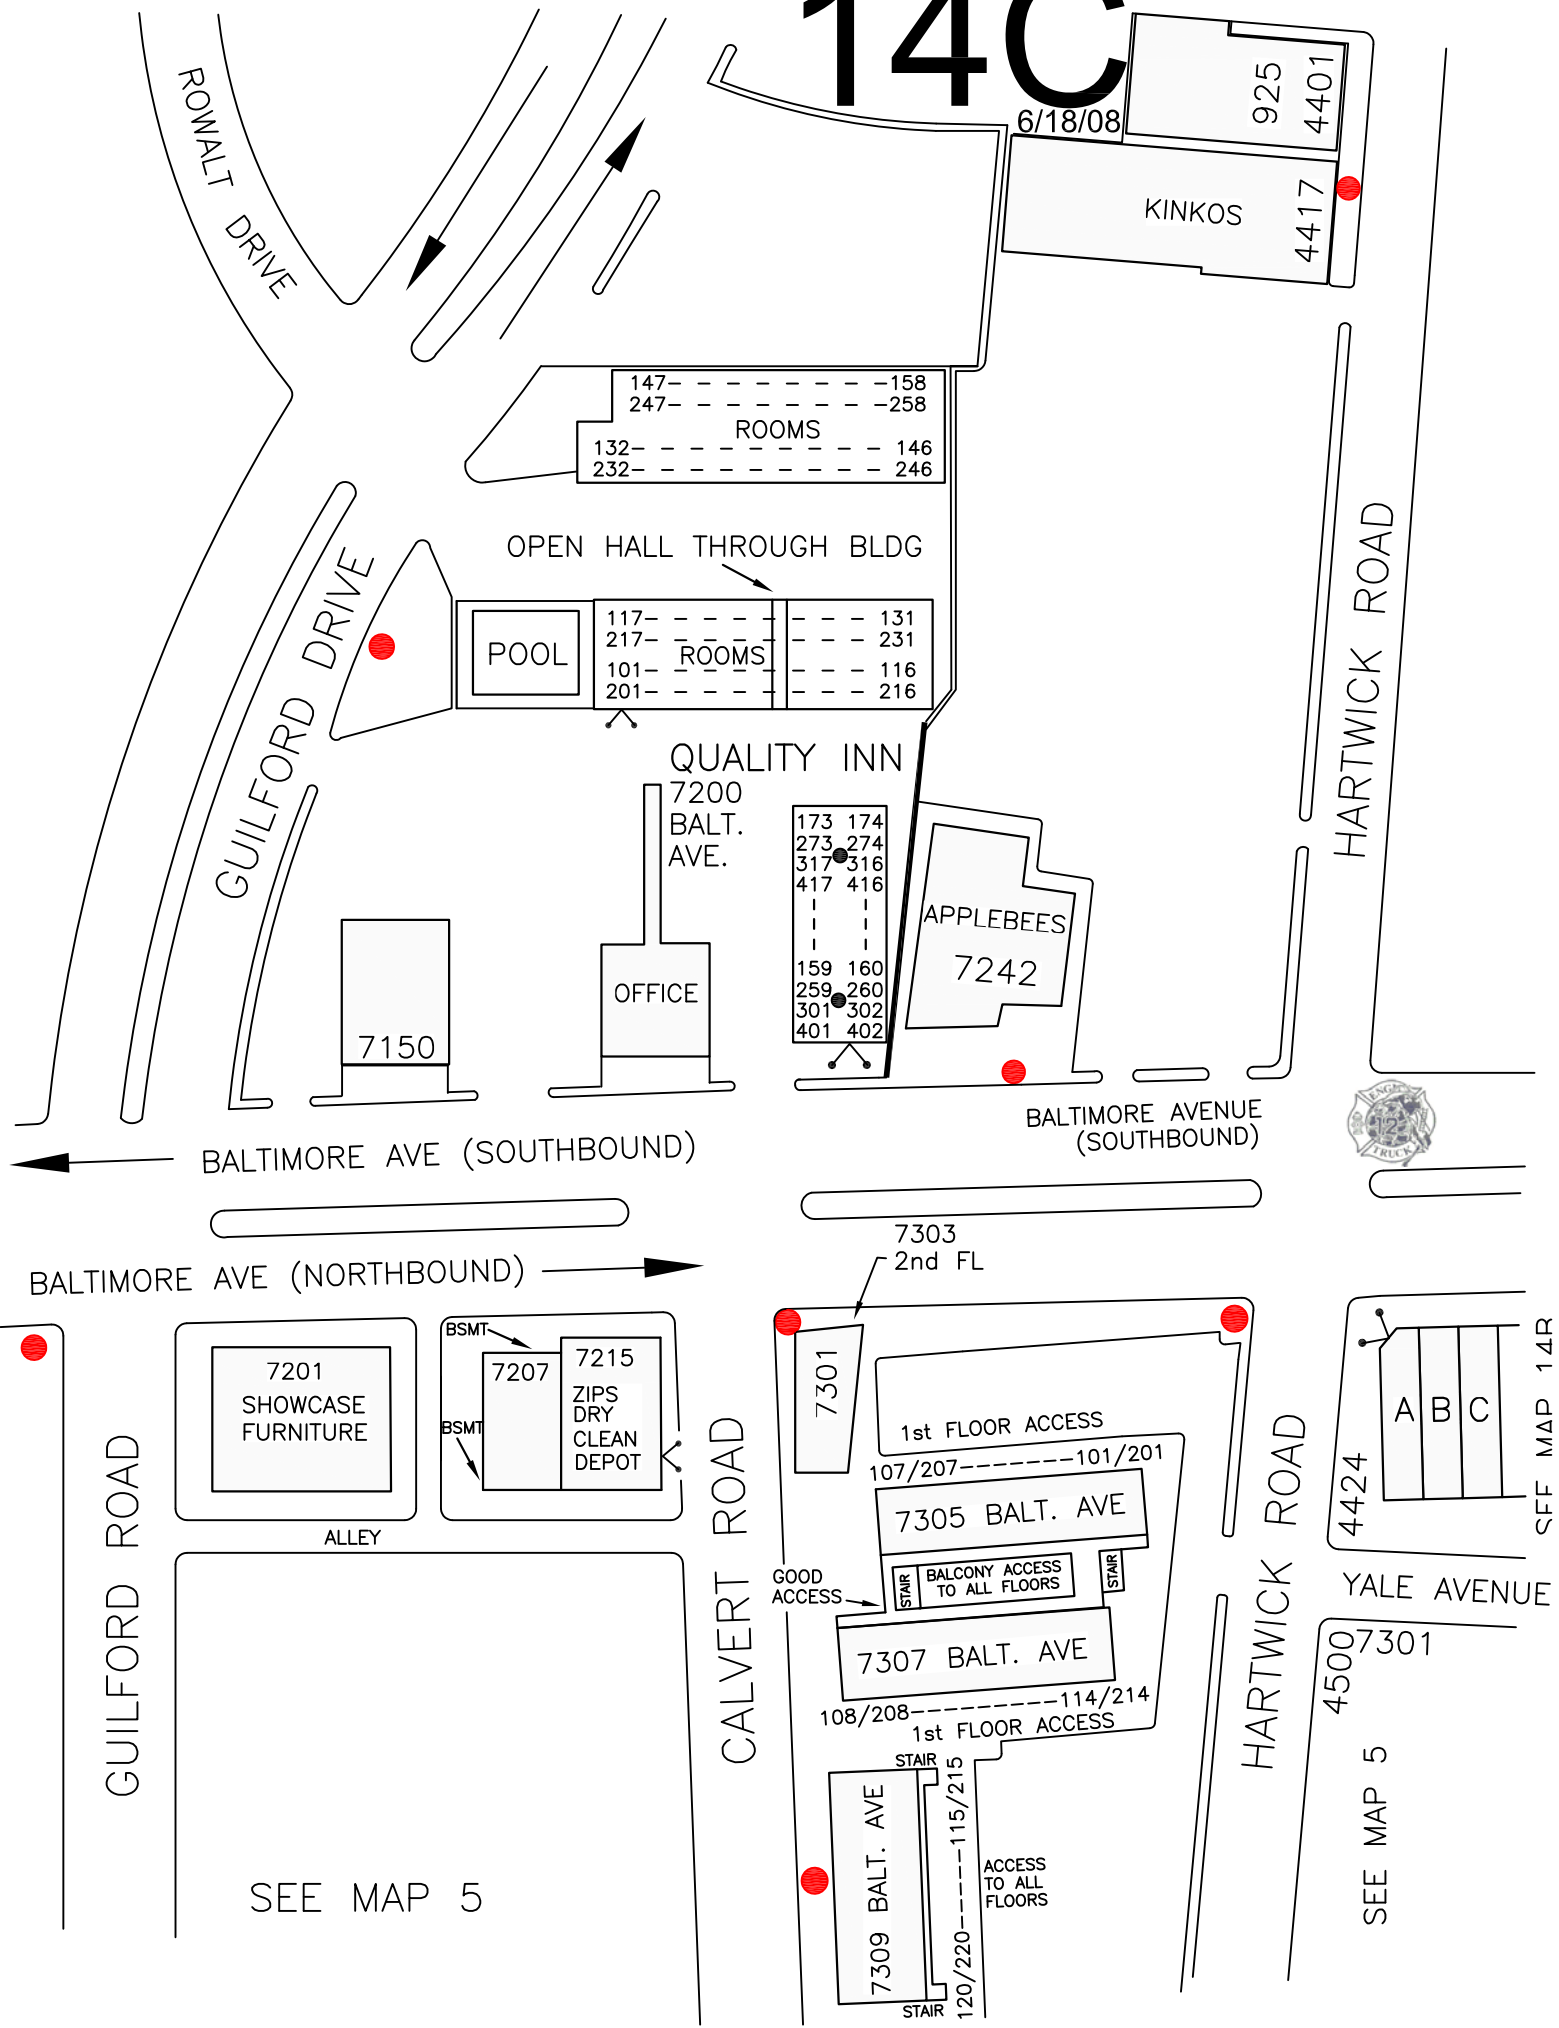 14C
6/18/08
925
4401
KINKOS
4417
ROWALT DRIVE
147- - - - - - - -158
247- - - - - - - -258
ROOMS
132- - - - - - - - - 146
232- - - - - - - - - 246
OPEN HALL THROUGH BLDG
117- - - - - - - - 131
217- - - - - - - - 231
ROOMS
101- - - - - - - - 116
201- - - - - - - - 216
POOL
GUILFORD DRIVE
HARTWICK ROAD
QUALITY INN
7200
BALT.
AVE.
173 174
273 274
317 316
417 416
159 160
259 260
301 302
401 402
APPLEBEES
7242
OFFICE
7150
BALTIMORE AVENUE
(SOUTHBOUND)
ENGINE
12
TRUCK
BALTIMORE AVE (SOUTHBOUND)
7303
2nd FL
BALTIMORE AVE (NORTHBOUND)
7201
SHOWCASE
FURNITURE
BSMT
BSMT
7207
7215
ZIPS
DRY
CLEAN
DEPOT
ALLEY
GUILFORD ROAD
CALVERT ROAD
7301
1st FLOOR ACCESS
107/207-------101/201
7305 BALT. AVE
GOOD
ACCESS
STAIR
BALCONY ACCESS
TO ALL FLOORS
STAIR
7307 BALT. AVE
108/208---------114/214
1st FLOOR ACCESS
STAIR
7309 BALT. AVE
120/220------115/215
ACCESS
TO ALL
FLOORS
STAIR
HARTWICK ROAD
A B C
4424
SEE MAP 14B
YALE AVENUE
7301
4500
SEE MAP 5
SEE MAP 5